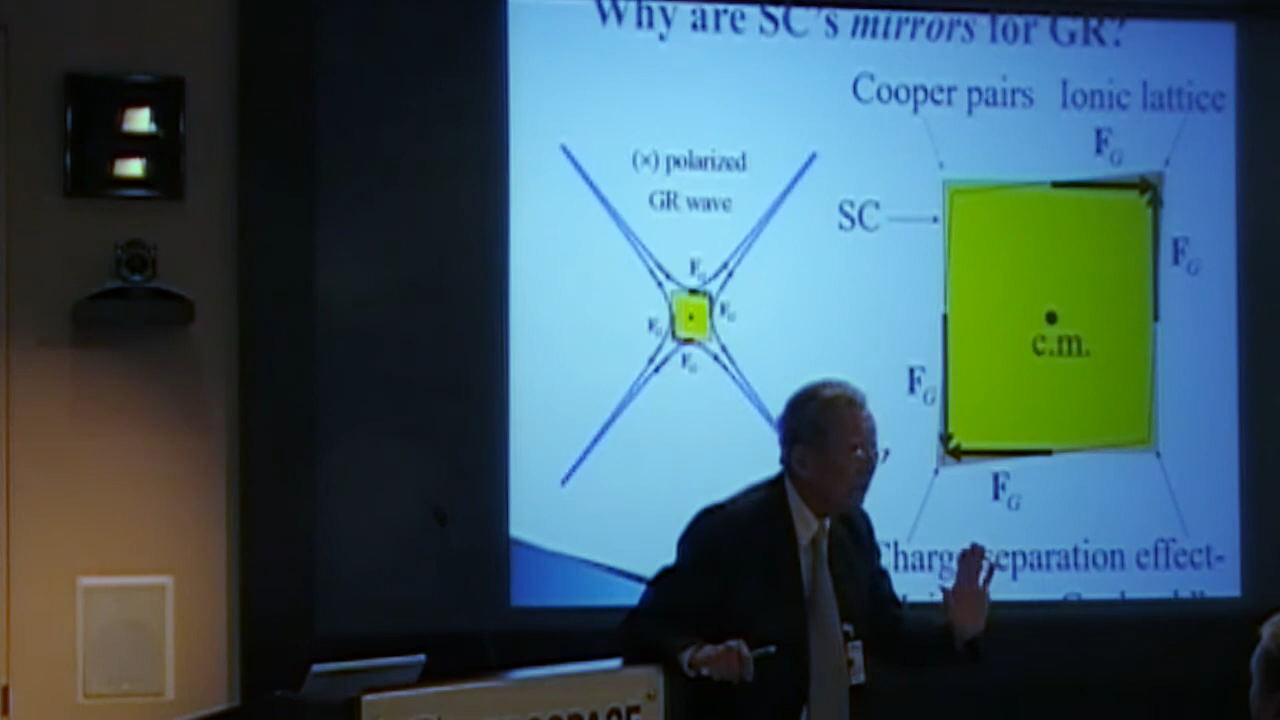 Why are SC's mirrors for GR?
Cooper pairs Ionic lattice
(×) polarized
GR wave
F_G
SC
F_G
F_G
F_G
F_G
F_G
F_G
c.m.
F_G
F_G
Charge separation effect-